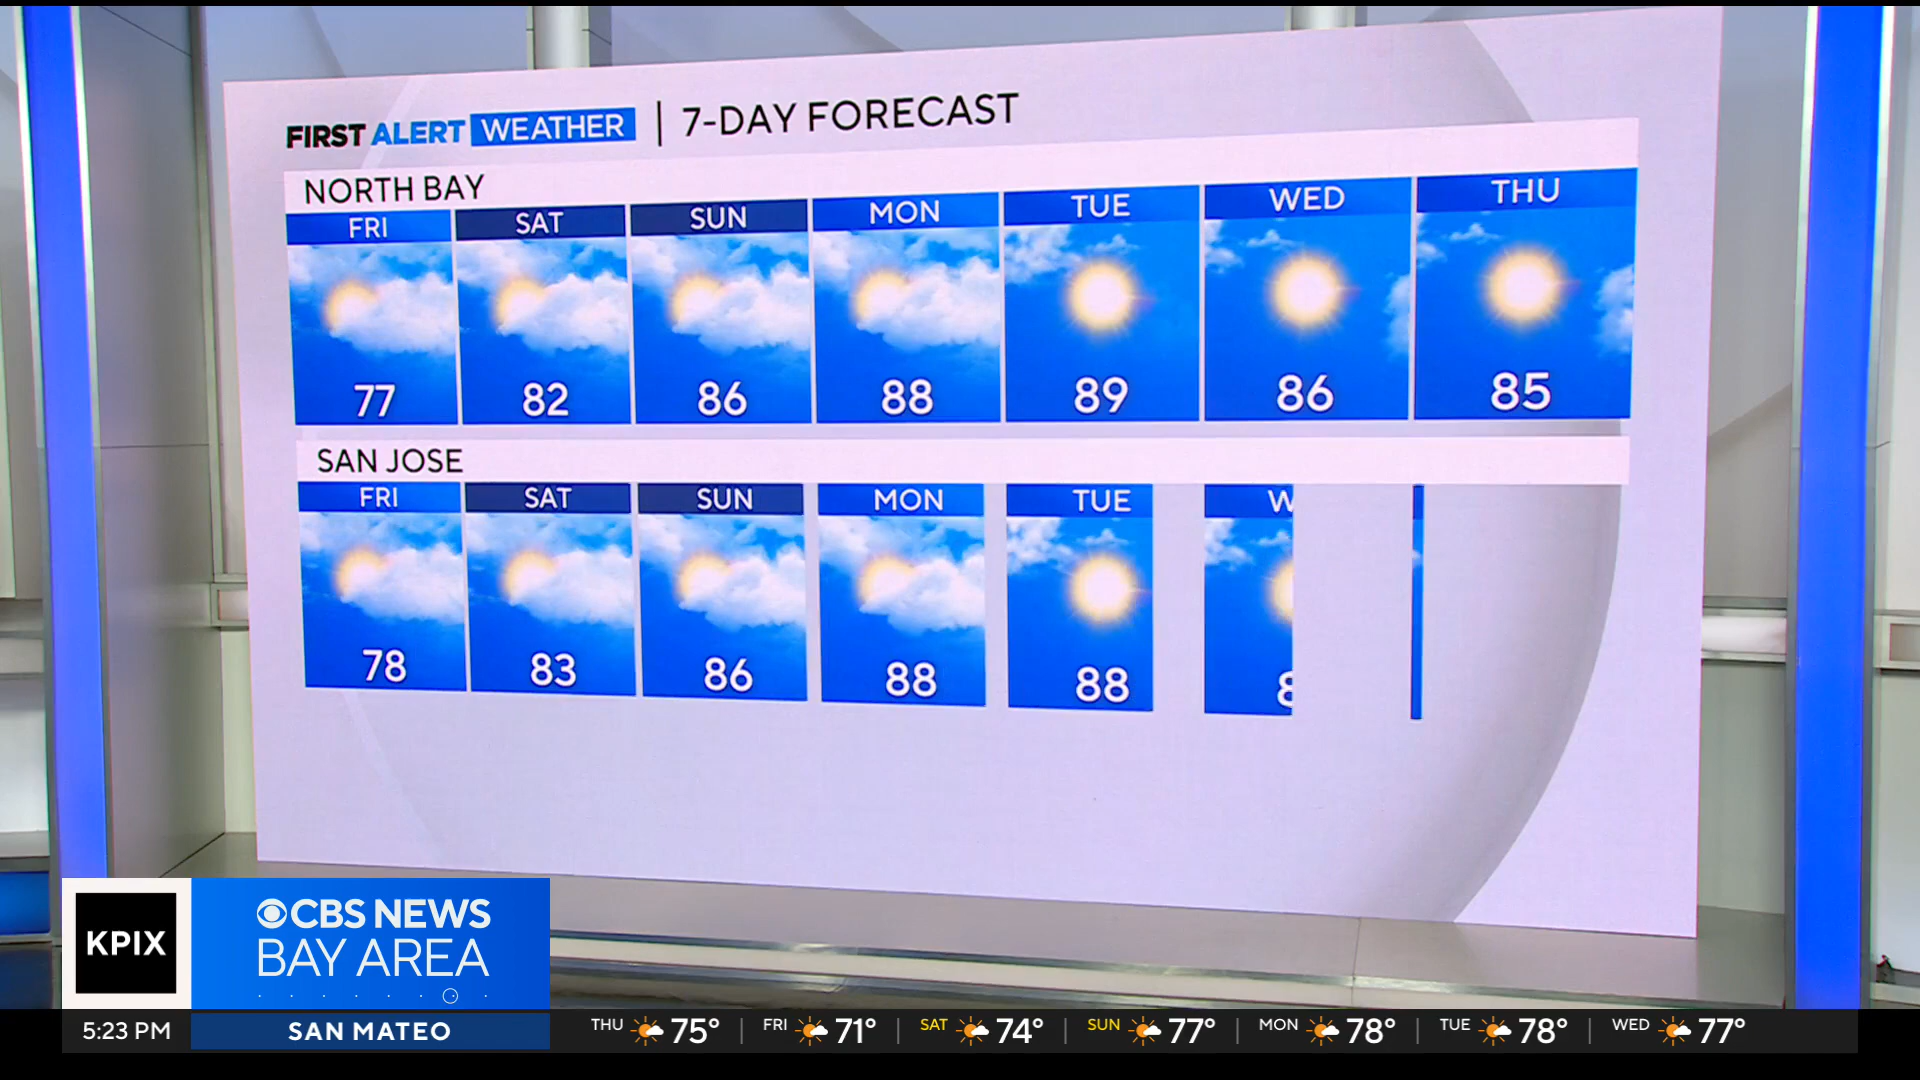 FIRST ALERT WEATHER | 7-DAY FORECAST
NORTH BAY
FRI SAT SUN MON TUE WED THU
77 82 86 88 89 86 85
SAN JOSE
FRI SAT SUN MON TUE W
78 83 86 88 88 8
KPIX
CBS NEWS
BAY AREA
5:23 PM SAN MATEO THU 75° | FRI 71° | SAT 74° | SUN 77° | MON 78° | TUE 78° | WED 77°